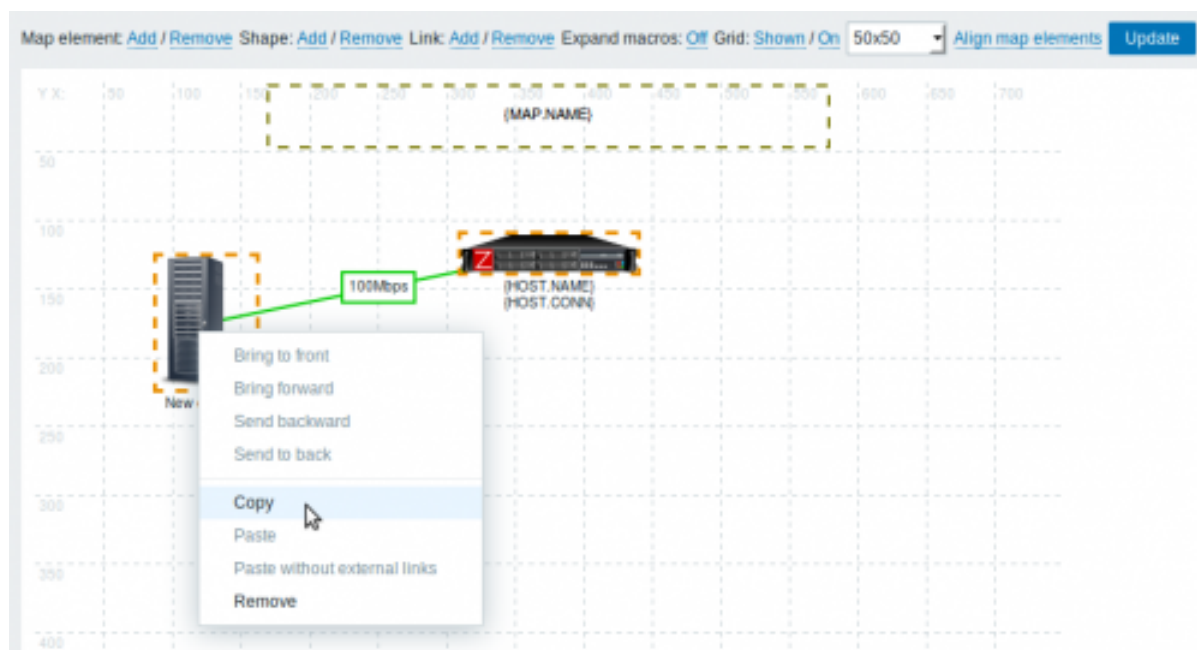 Map element: Add / Remove Shape: Add / Remove Link: Add / Remove Expand macros: Off Grid: Shown / On 50x50 Align map elements Update
Y X: 50 100 150 200 250 300 350 400 450 500 550 600 650 700
{MAP.NAME}
50
100
Z
100Mbps
{HOST.NAME}
150
{HOST.CONN}
Bring to front
200
Bring forward
New
Send backward
250
Send to back
300
Copy
Paste
350
Paste without external links
Remove
400